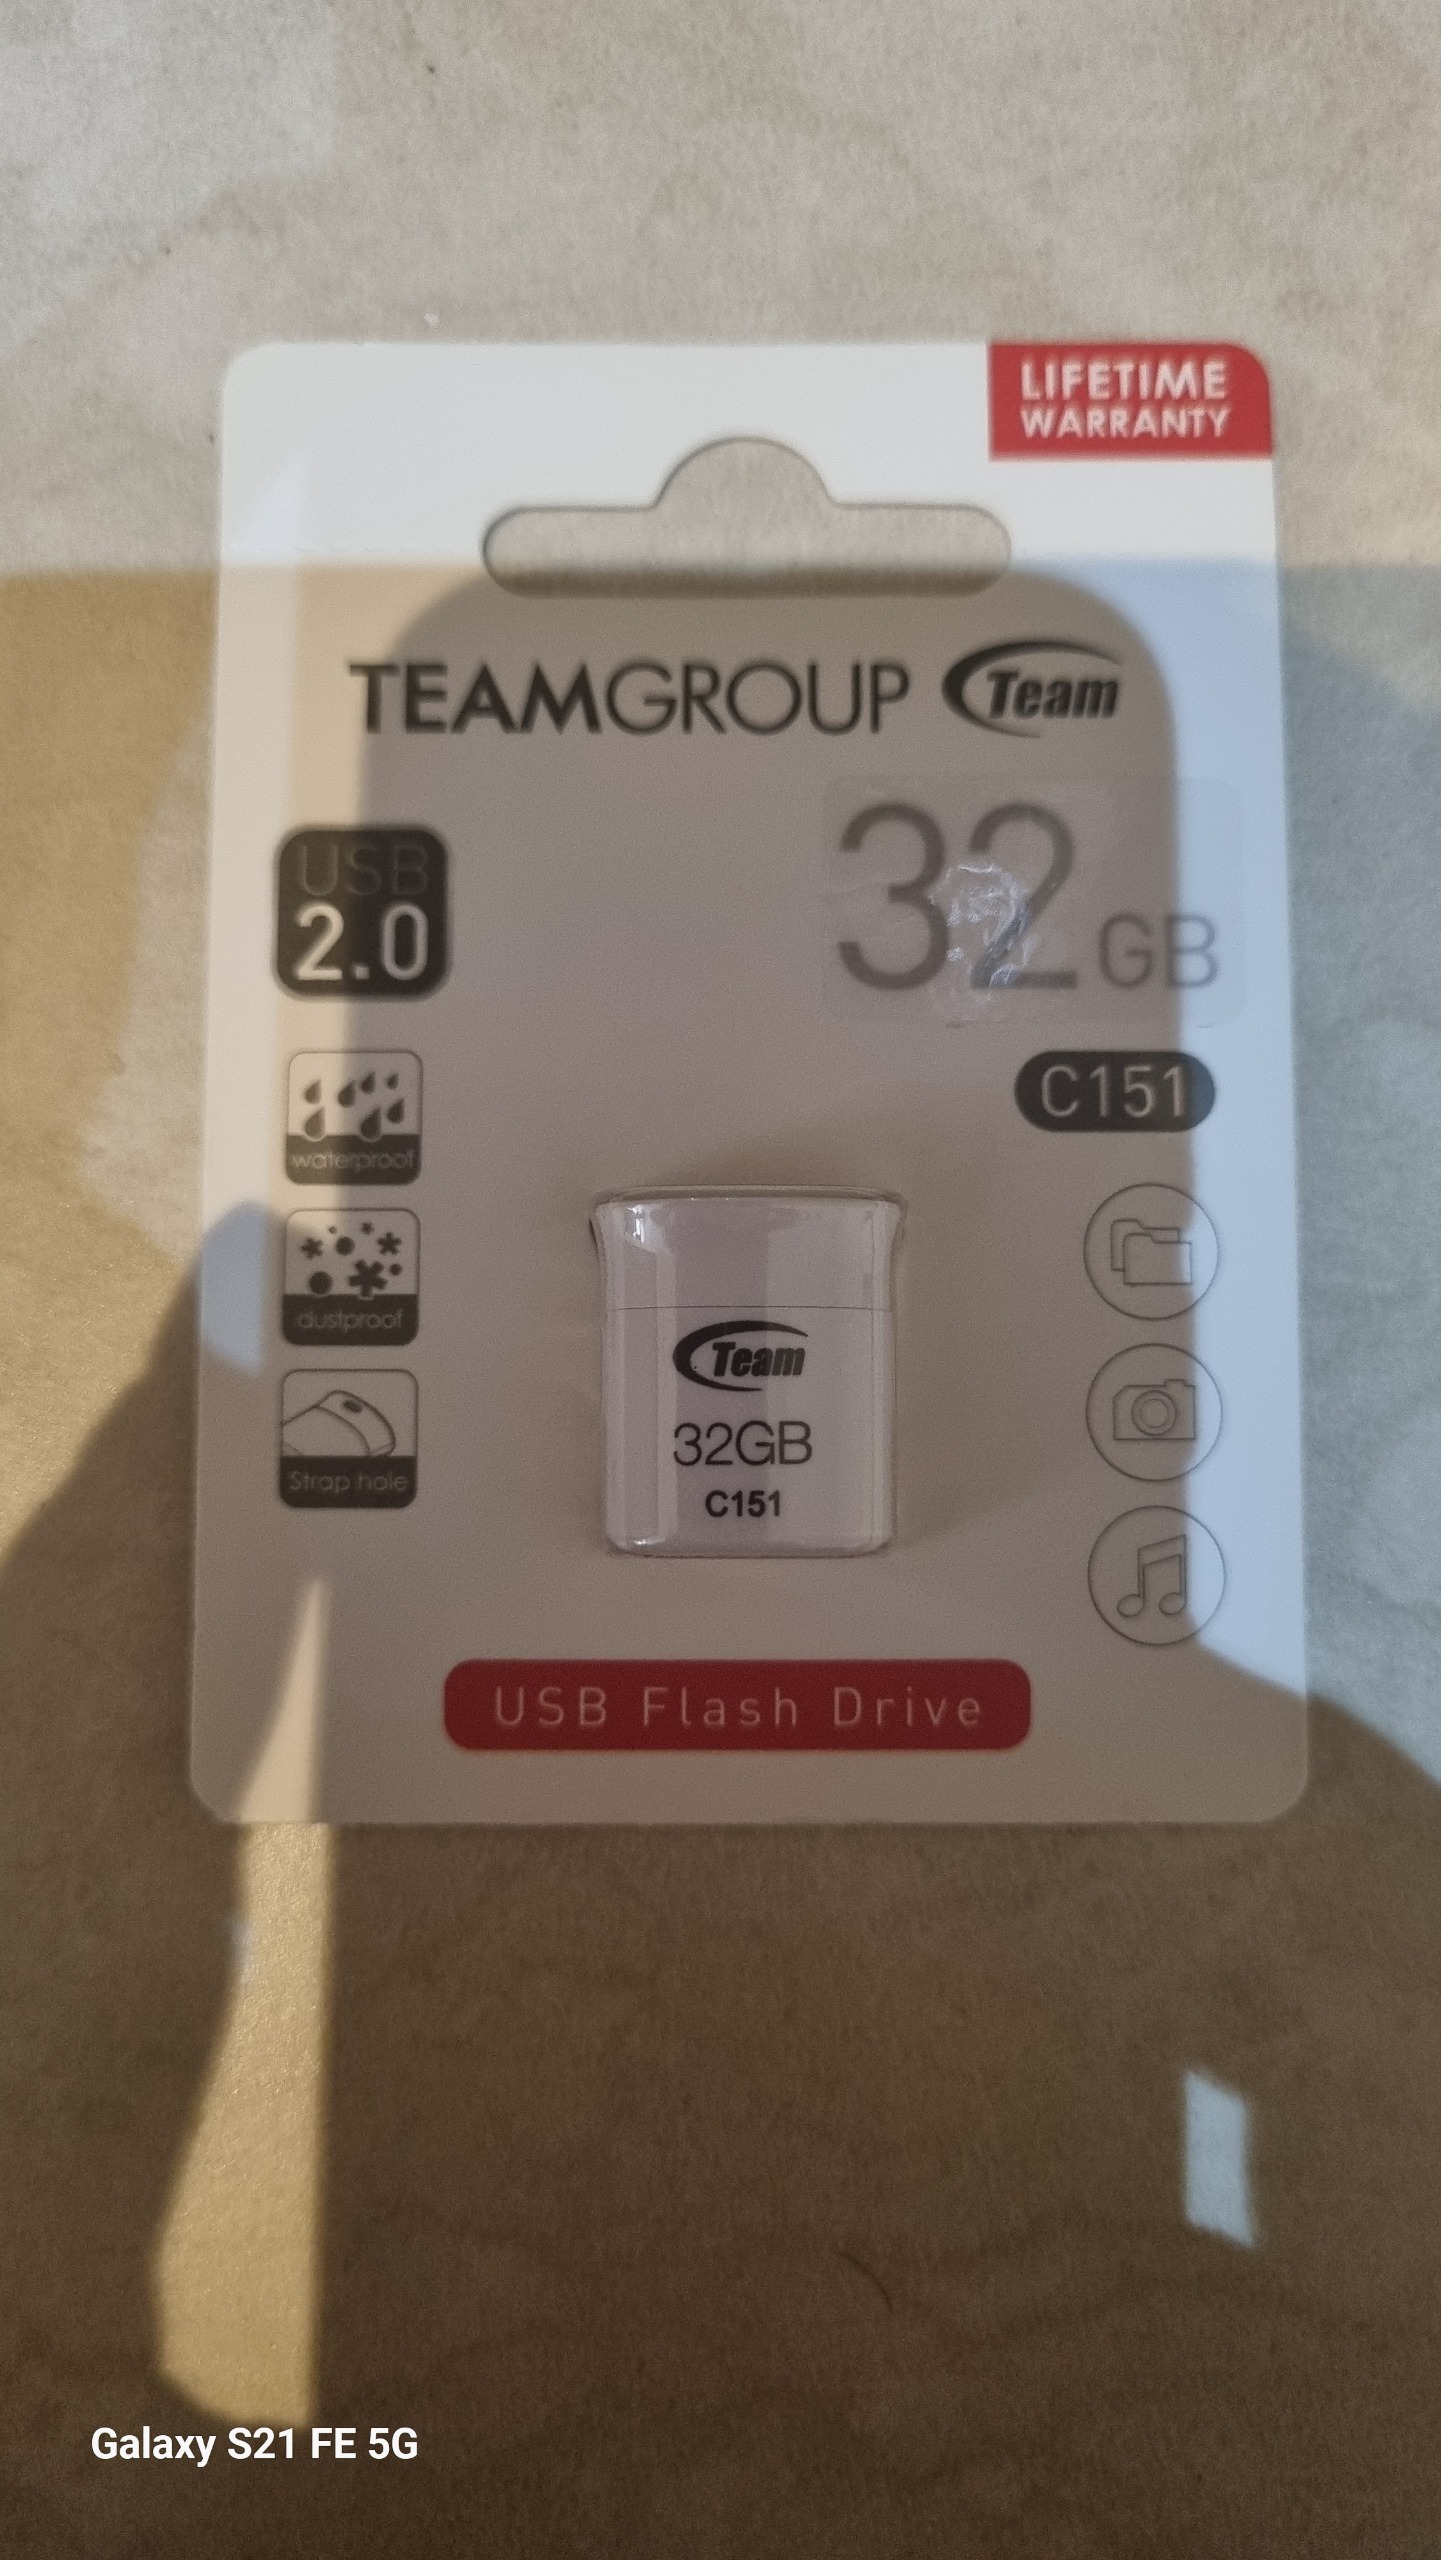 LIFETIME
WARRANTY
TEAMGROUP Team
USB
2.0
32 GB
C151
waterproof
dustproof
Strap hole
Team
32GB
C151
USB Flash Drive
Galaxy S21 FE 5G